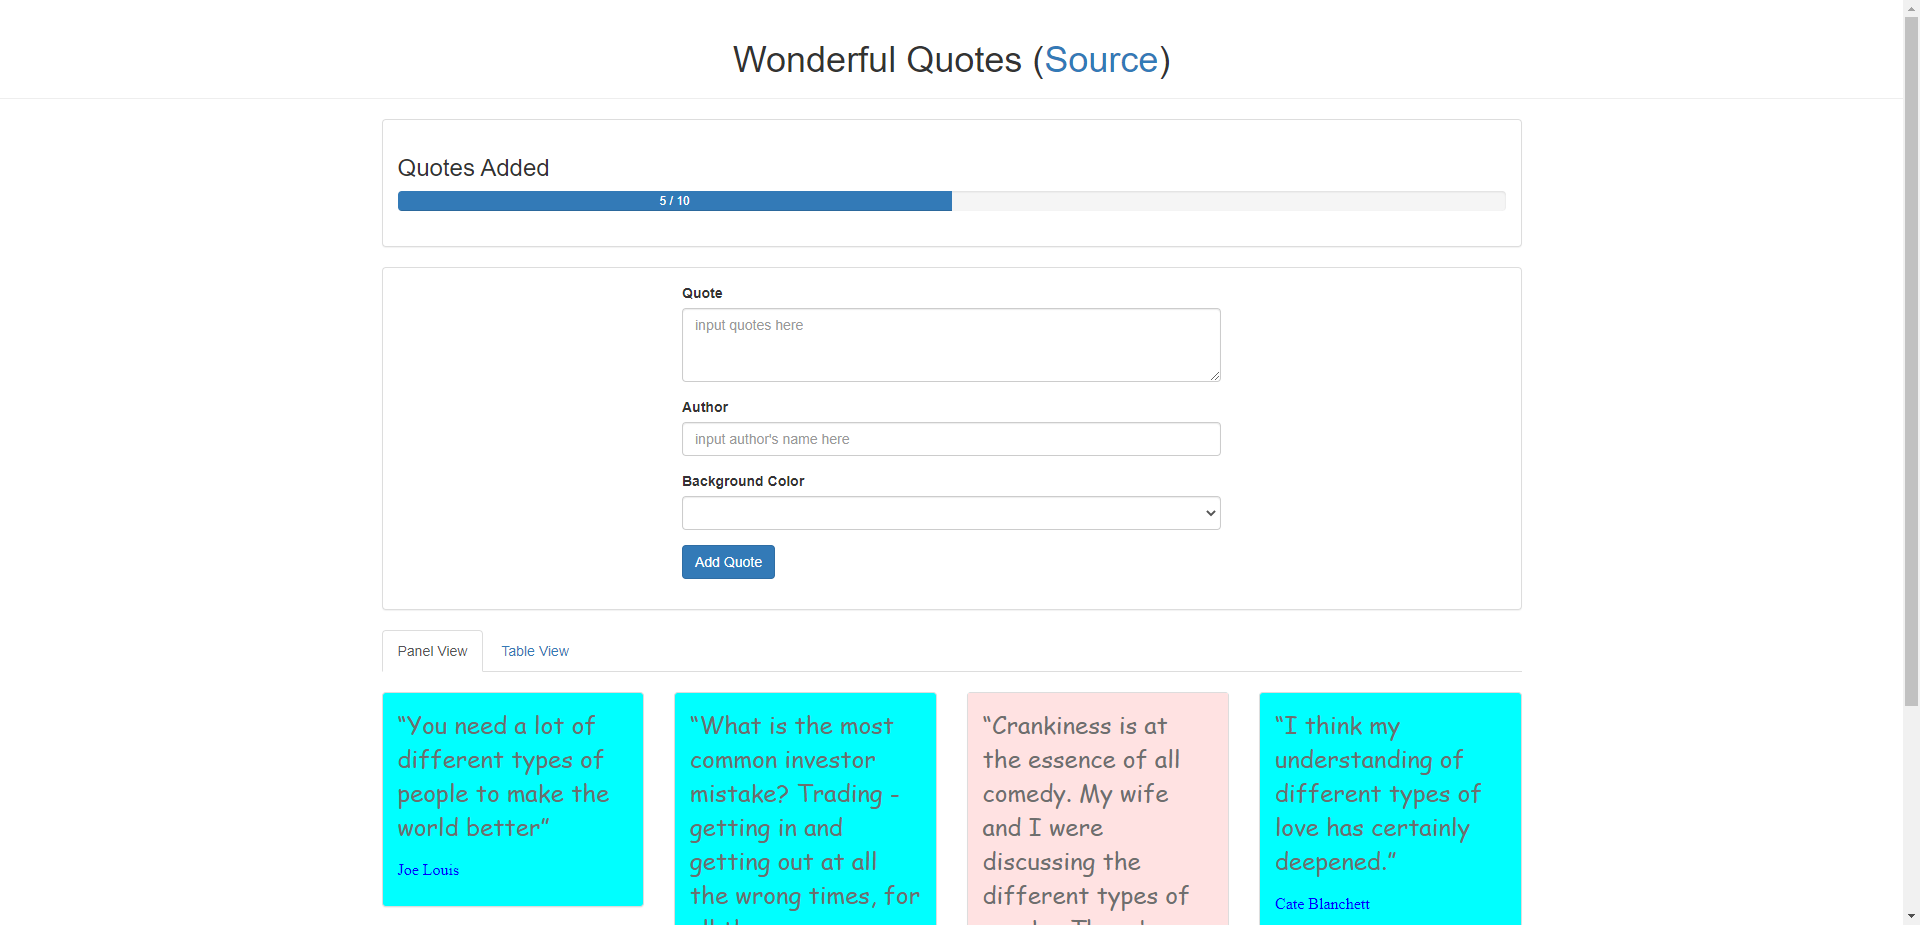 Wonderful Quotes (Source)
Quotes Added
5 / 10
Quote
input quotes here
Author
input author's name here
Background Color
Add Quote
Panel View
Table View
“You need a lot of
different types of
people to make the
world better”
Joe Louis
“What is the most
common investor
mistake? Trading -
getting in and
getting out at all
the wrong times, for
“Crankiness is at
the essence of all
comedy. My wife
and I were
discussing the
different types of
“I think my
understanding of
different types of
love has certainly
deepened.”
Cate Blanchett